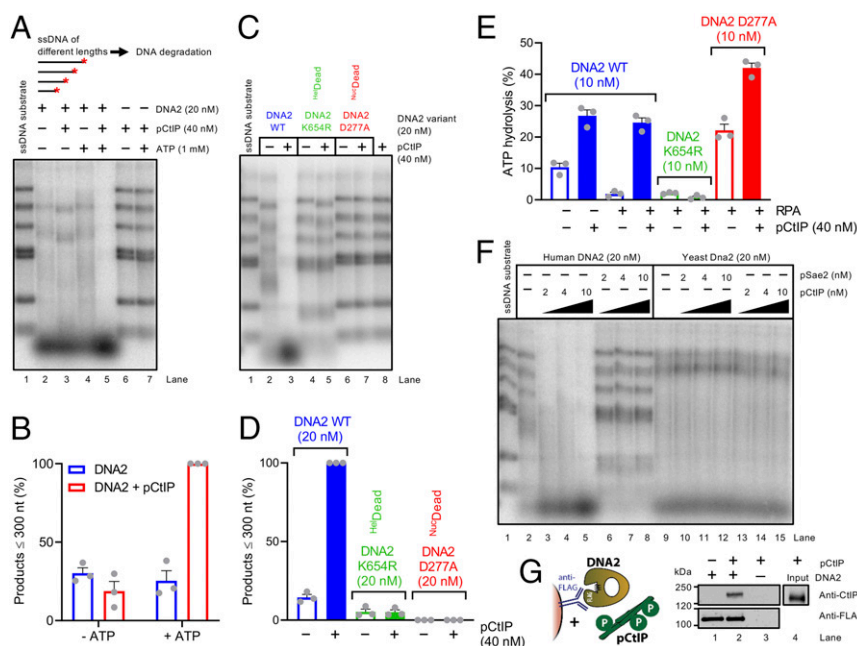 A
ssDNA of
different lengths
DNA degradation
ssDNA substrate
+ + + + − − DNA2 (20 nM)
− + − + + + pCtIP (40 nM)
− − + + − + ATP (1 mM)
1 2 3 4 5 6 7 Lane
B
Products ≤ 300 nt (%)
100
50
0
DNA2
DNA2 + pCtIP
- ATP + ATP
C
ssDNA substrate
HelDead
NucDead
DNA2 WT
DNA2 K654R
DNA2 D277A
DNA2 variant
(20 nM)
− + − + − + + pCtIP
(40 nM)
1 2 3 4 5 6 7 8 Lane
D
DNA2 WT
(20 nM)
Products ≤ 300 nt (%)
100
50
0
HelDead
DNA2
K654R
(20 nM)
NucDead
DNA2
D277A
(20 nM)
− + − + − + pCtIP
(40 nM)
E
ATP hydrolysis (%)
50
40
30
20
10
0
DNA2 WT
(10 nM)
DNA2
K654R
(10 nM)
DNA2 D277A
(10 nM)
− − + + + + + + RPA
− + − + − + − + pCtIP (40 nM)
F
ssDNA substrate
Human DNA2 (20 nM) Yeast Dna2 (20 nM)
− − − − 2 4 10 − 2 4 10 − − − pSae2 (nM)
− 2 4 10 − − − − − − − 2 4 10 pCtIP (nM)
1 2 3 4 5 6 7 8 9 10 11 12 13 14 15 Lane
G
anti-
FLAG
DNA2
FLAG
+
P P P
pCtIP
− + + + pCtIP
+ + − Input DNA2
kDa
250
120
Anti-CtIP
100
Anti-FLA
1 2 3 4 Lane